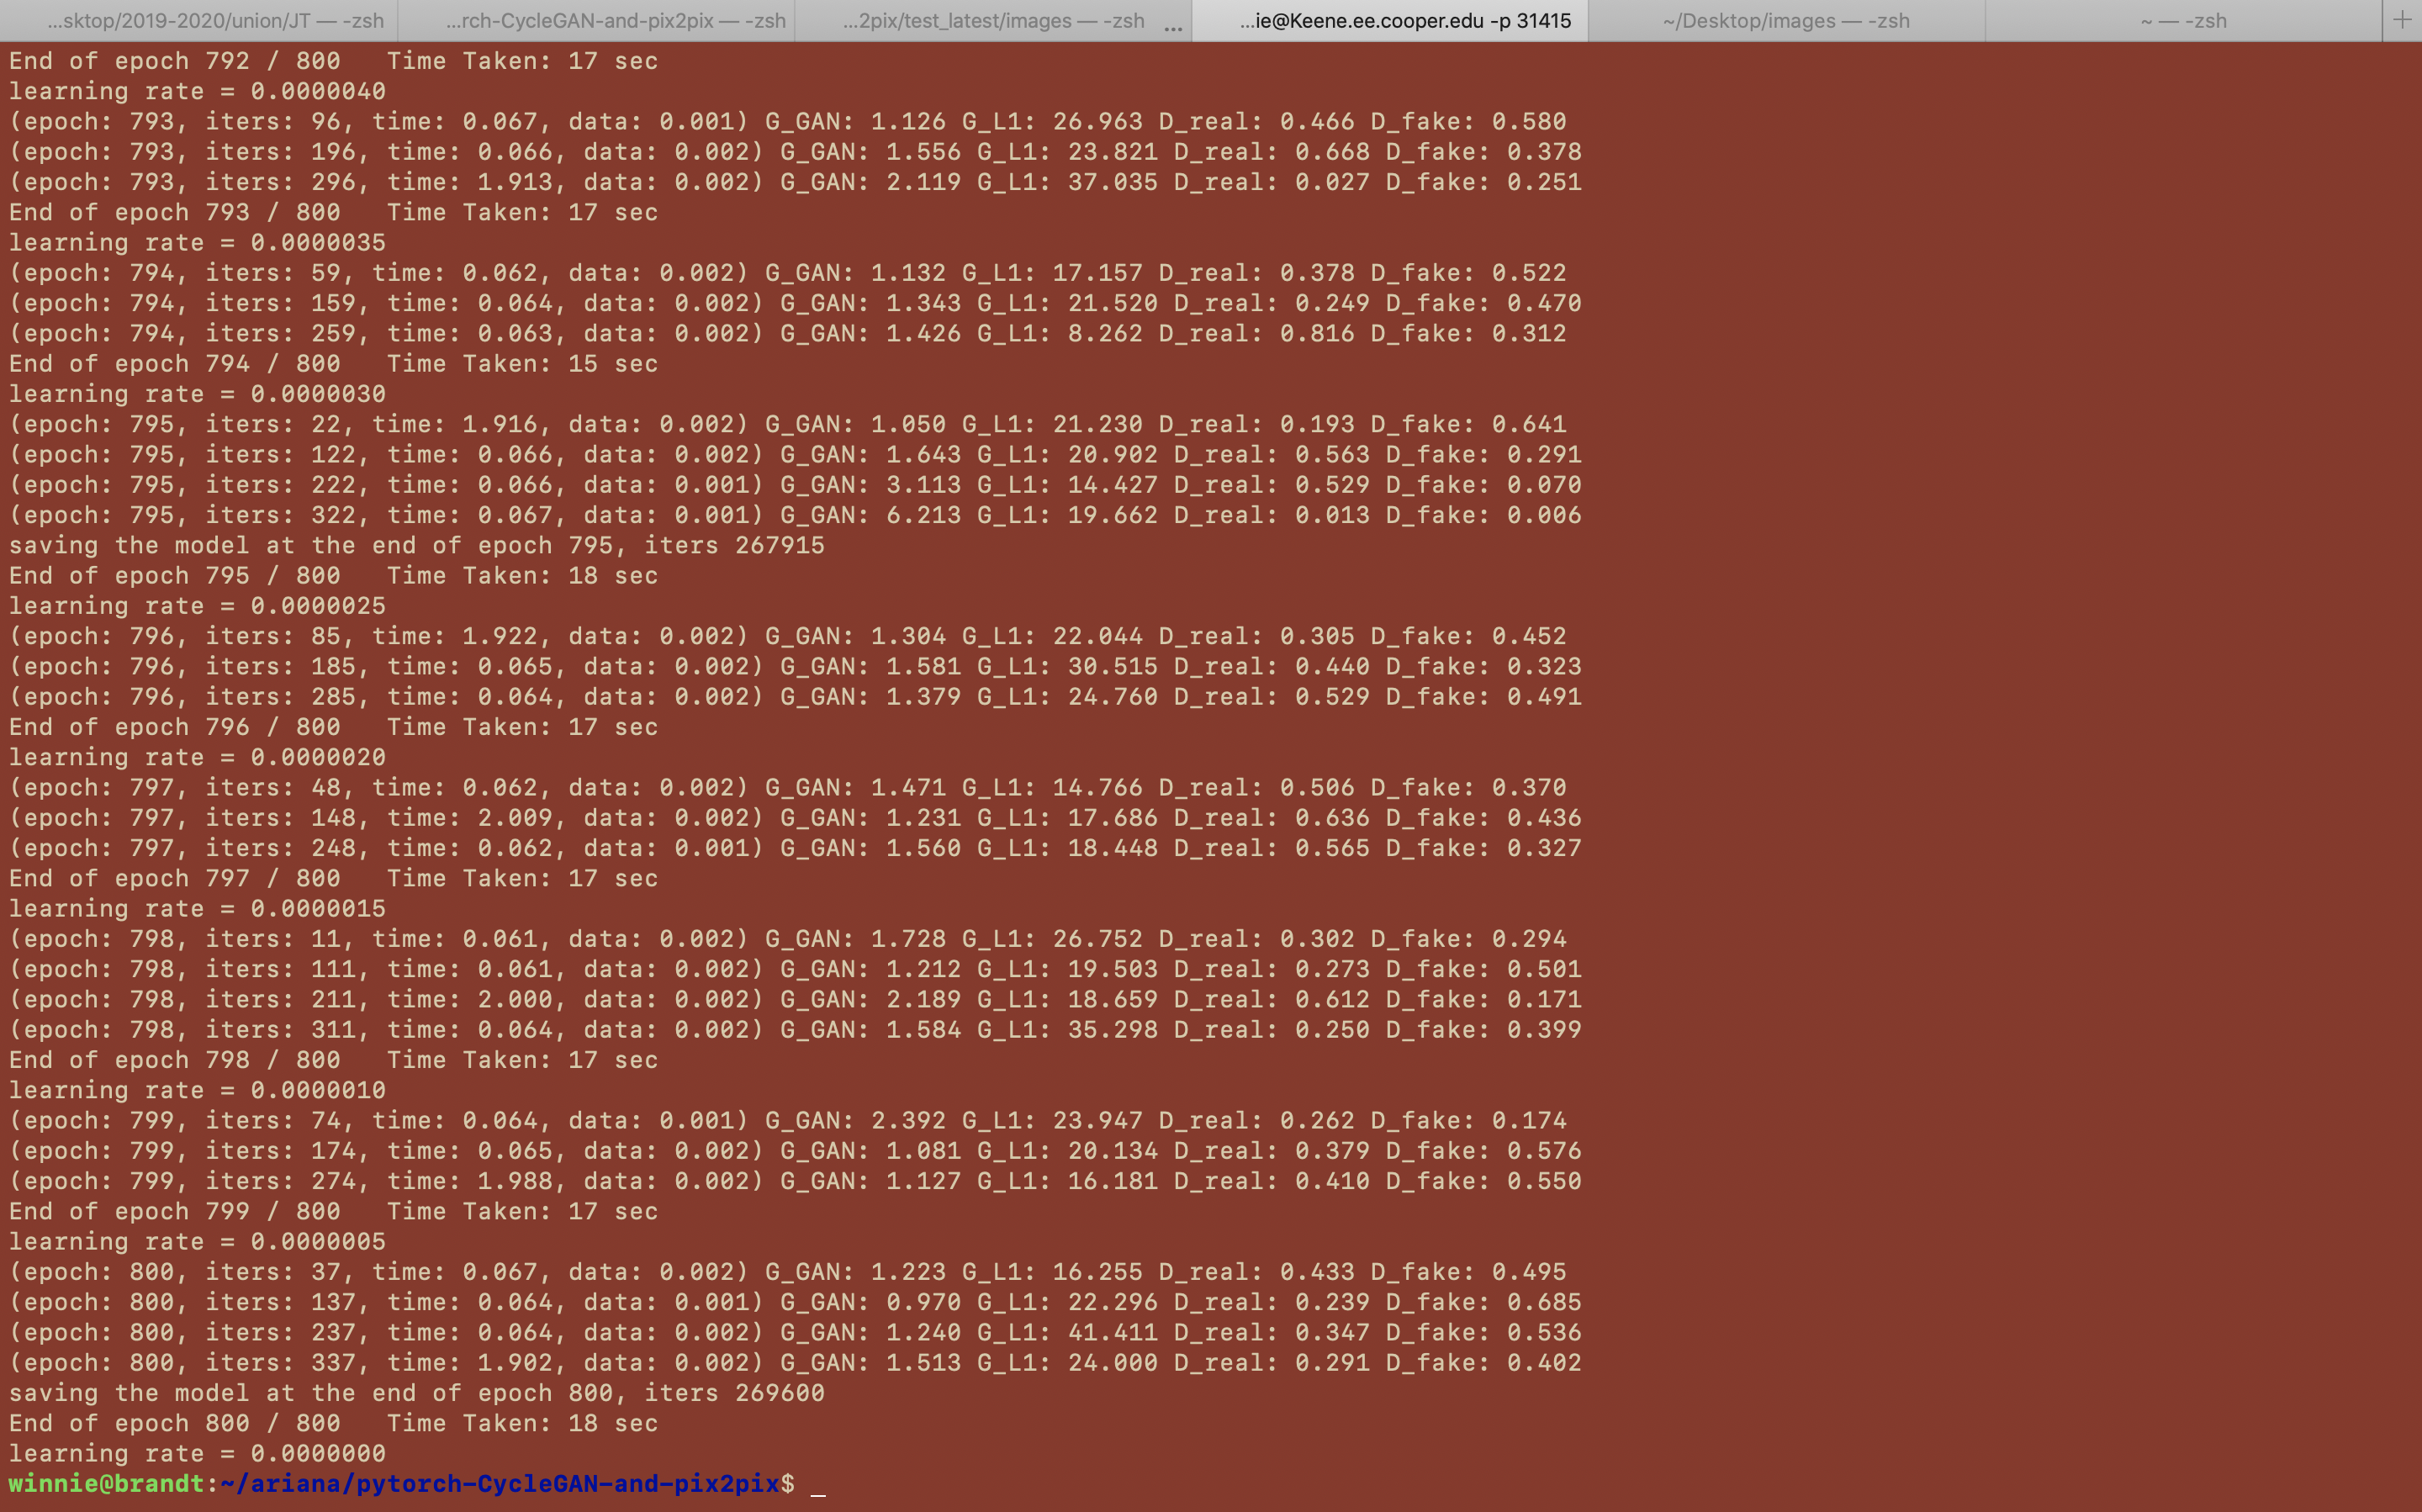 ...sktop/2019-2020/union/JT — -zsh ...rch-CycleGAN-and-pix2pix — -zsh ...2pix/test_latest/images — -zsh ... ...ie@Keene.ee.cooper.edu -p 31415 ~/Desktop/images — -zsh ~ — -zsh +
End of epoch 792 / 800   Time Taken: 17 sec
learning rate = 0.0000040
(epoch: 793, iters: 96, time: 0.067, data: 0.001) G_GAN: 1.126 G_L1: 26.963 D_real: 0.466 D_fake: 0.580
(epoch: 793, iters: 196, time: 0.066, data: 0.002) G_GAN: 1.556 G_L1: 23.821 D_real: 0.668 D_fake: 0.378
(epoch: 793, iters: 296, time: 1.913, data: 0.002) G_GAN: 2.119 G_L1: 37.035 D_real: 0.027 D_fake: 0.251
End of epoch 793 / 800   Time Taken: 17 sec
learning rate = 0.0000035
(epoch: 794, iters: 59, time: 0.062, data: 0.002) G_GAN: 1.132 G_L1: 17.157 D_real: 0.378 D_fake: 0.522
(epoch: 794, iters: 159, time: 0.064, data: 0.002) G_GAN: 1.343 G_L1: 21.520 D_real: 0.249 D_fake: 0.470
(epoch: 794, iters: 259, time: 0.063, data: 0.002) G_GAN: 1.426 G_L1: 8.262 D_real: 0.816 D_fake: 0.312
End of epoch 794 / 800   Time Taken: 15 sec
learning rate = 0.0000030
(epoch: 795, iters: 22, time: 1.916, data: 0.002) G_GAN: 1.050 G_L1: 21.230 D_real: 0.193 D_fake: 0.641
(epoch: 795, iters: 122, time: 0.066, data: 0.002) G_GAN: 1.643 G_L1: 20.902 D_real: 0.563 D_fake: 0.291
(epoch: 795, iters: 222, time: 0.066, data: 0.001) G_GAN: 3.113 G_L1: 14.427 D_real: 0.529 D_fake: 0.070
(epoch: 795, iters: 322, time: 0.067, data: 0.001) G_GAN: 6.213 G_L1: 19.662 D_real: 0.013 D_fake: 0.006
saving the model at the end of epoch 795, iters 267915
End of epoch 795 / 800   Time Taken: 18 sec
learning rate = 0.0000025
(epoch: 796, iters: 85, time: 1.922, data: 0.002) G_GAN: 1.304 G_L1: 22.044 D_real: 0.305 D_fake: 0.452
(epoch: 796, iters: 185, time: 0.065, data: 0.002) G_GAN: 1.581 G_L1: 30.515 D_real: 0.440 D_fake: 0.323
(epoch: 796, iters: 285, time: 0.064, data: 0.002) G_GAN: 1.379 G_L1: 24.760 D_real: 0.529 D_fake: 0.491
End of epoch 796 / 800   Time Taken: 17 sec
learning rate = 0.0000020
(epoch: 797, iters: 48, time: 0.062, data: 0.002) G_GAN: 1.471 G_L1: 14.766 D_real: 0.506 D_fake: 0.370
(epoch: 797, iters: 148, time: 2.009, data: 0.002) G_GAN: 1.231 G_L1: 17.686 D_real: 0.636 D_fake: 0.436
(epoch: 797, iters: 248, time: 0.062, data: 0.001) G_GAN: 1.560 G_L1: 18.448 D_real: 0.565 D_fake: 0.327
End of epoch 797 / 800   Time Taken: 17 sec
learning rate = 0.0000015
(epoch: 798, iters: 11, time: 0.061, data: 0.002) G_GAN: 1.728 G_L1: 26.752 D_real: 0.302 D_fake: 0.294
(epoch: 798, iters: 111, time: 0.061, data: 0.002) G_GAN: 1.212 G_L1: 19.503 D_real: 0.273 D_fake: 0.501
(epoch: 798, iters: 211, time: 2.000, data: 0.002) G_GAN: 2.189 G_L1: 18.659 D_real: 0.612 D_fake: 0.171
(epoch: 798, iters: 311, time: 0.064, data: 0.002) G_GAN: 1.584 G_L1: 35.298 D_real: 0.250 D_fake: 0.399
End of epoch 798 / 800   Time Taken: 17 sec
learning rate = 0.0000010
(epoch: 799, iters: 74, time: 0.064, data: 0.001) G_GAN: 2.392 G_L1: 23.947 D_real: 0.262 D_fake: 0.174
(epoch: 799, iters: 174, time: 0.065, data: 0.002) G_GAN: 1.081 G_L1: 20.134 D_real: 0.379 D_fake: 0.576
(epoch: 799, iters: 274, time: 1.988, data: 0.002) G_GAN: 1.127 G_L1: 16.181 D_real: 0.410 D_fake: 0.550
End of epoch 799 / 800   Time Taken: 17 sec
learning rate = 0.0000005
(epoch: 800, iters: 37, time: 0.067, data: 0.002) G_GAN: 1.223 G_L1: 16.255 D_real: 0.433 D_fake: 0.495
(epoch: 800, iters: 137, time: 0.064, data: 0.001) G_GAN: 0.970 G_L1: 22.296 D_real: 0.239 D_fake: 0.685
(epoch: 800, iters: 237, time: 0.064, data: 0.002) G_GAN: 1.240 G_L1: 41.411 D_real: 0.347 D_fake: 0.536
(epoch: 800, iters: 337, time: 1.902, data: 0.002) G_GAN: 1.513 G_L1: 24.000 D_real: 0.291 D_fake: 0.402
saving the model at the end of epoch 800, iters 269600
End of epoch 800 / 800   Time Taken: 18 sec
learning rate = 0.0000000
winnie@brandt:~/ariana/pytorch-CycleGAN-and-pix2pix$ _